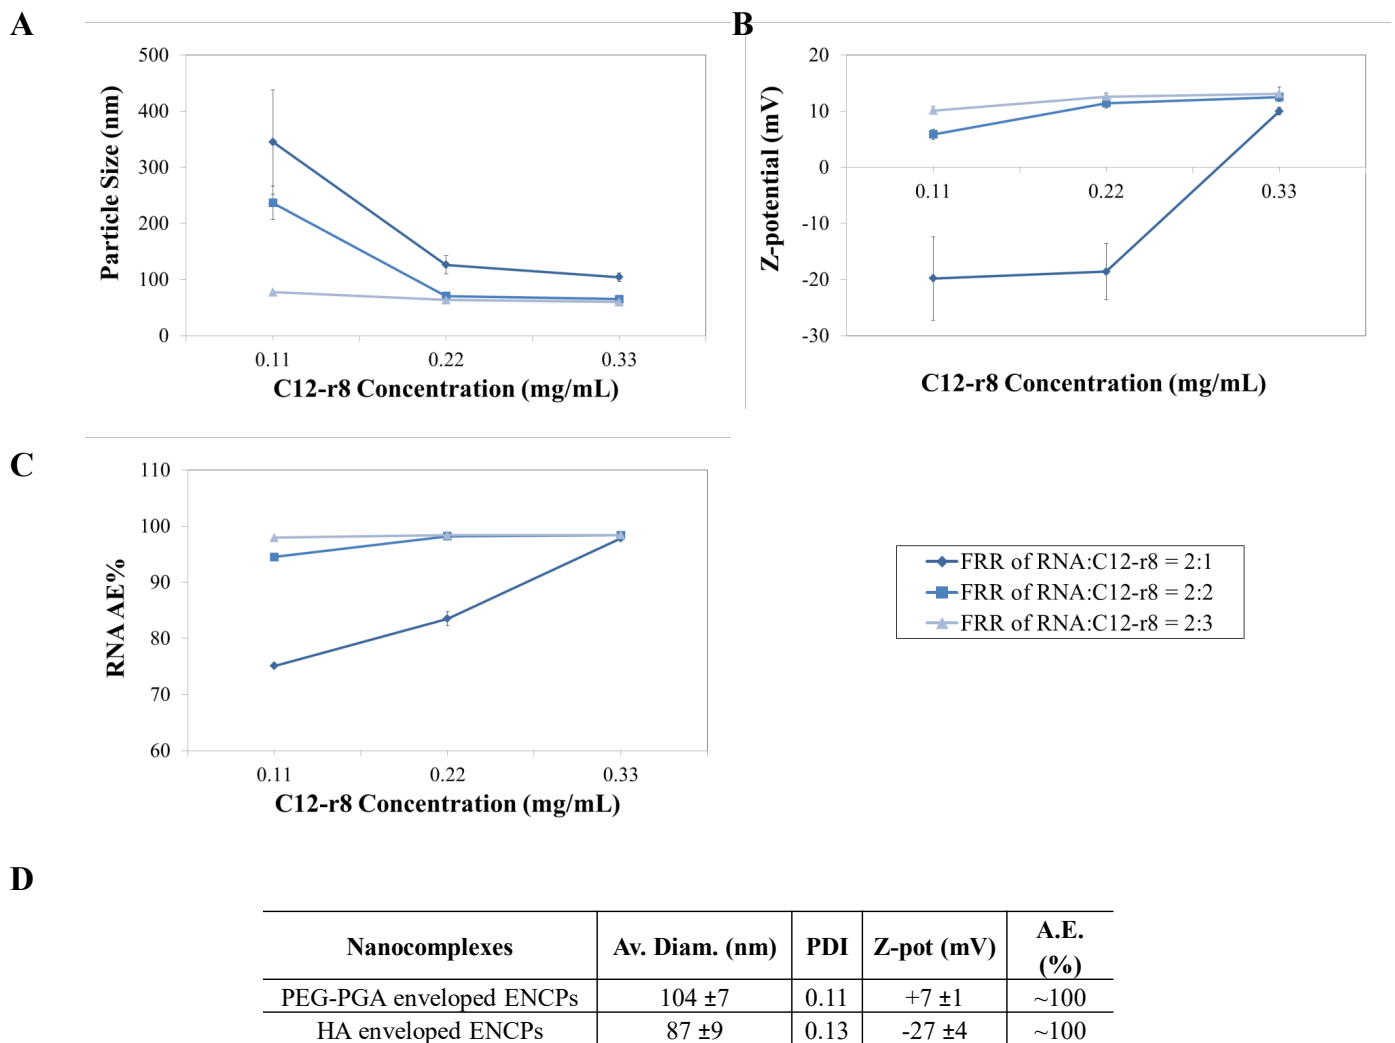 A
500
400
300
200
100
0
Particle Size (nm)
0.11 0.22 0.33
C12-r8 Concentration (mg/mL)
B
20
10
0
-10
-20
-30
Z-potential (mV)
0.11 0.22 0.33
C12-r8 Concentration (mg/mL)
C
110
100
90
80
70
60
RNA AE%
0.11 0.22 0.33
C12-r8 Concentration (mg/mL)
FRR of RNA:C12-r8 = 2:1
FRR of RNA:C12-r8 = 2:2
FRR of RNA:C12-r8 = 2:3
D
Nanocomplexes Av. Diam. (nm) PDI Z-pot (mV) A.E. (%)
PEG-PGA enveloped ENCPs 104 ±7 0.11 +7 ±1 ~100
HA enveloped ENCPs 87 ±9 0.13 -27 ±4 ~100